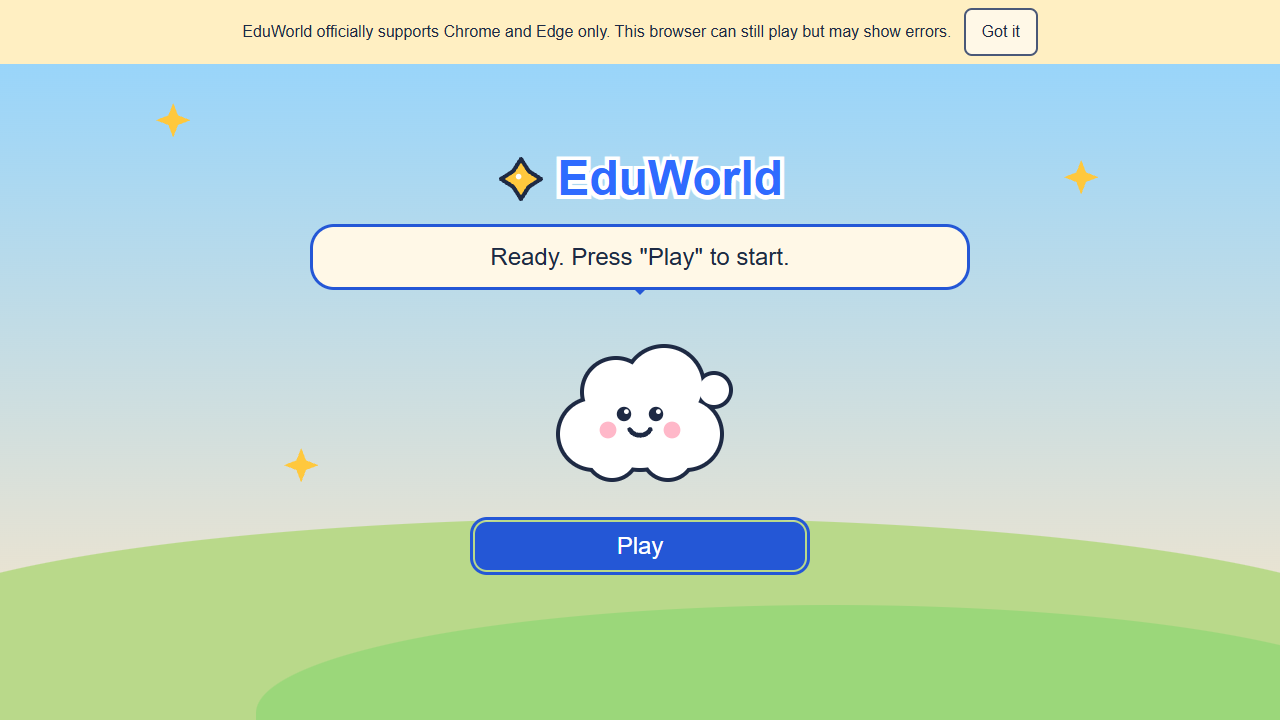 EduWorld officially supports Chrome and Edge only. This browser can still play but may show errors. Got it
EduWorld
Ready. Press "Play" to start.
Play